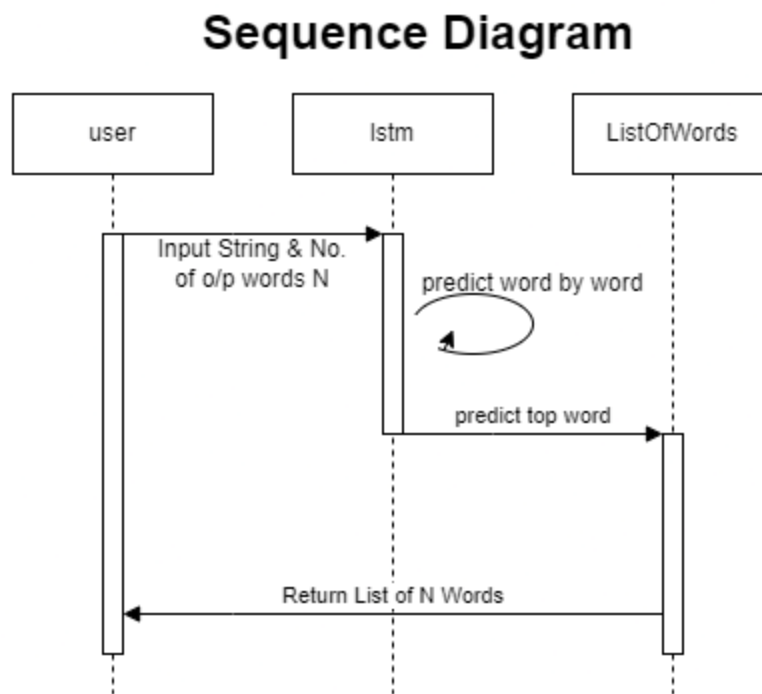 Sequence Diagram
user
lstm
ListOfWords
Input String & No.
of o/p words N
predict word by word
predict top word
Return List of N Words